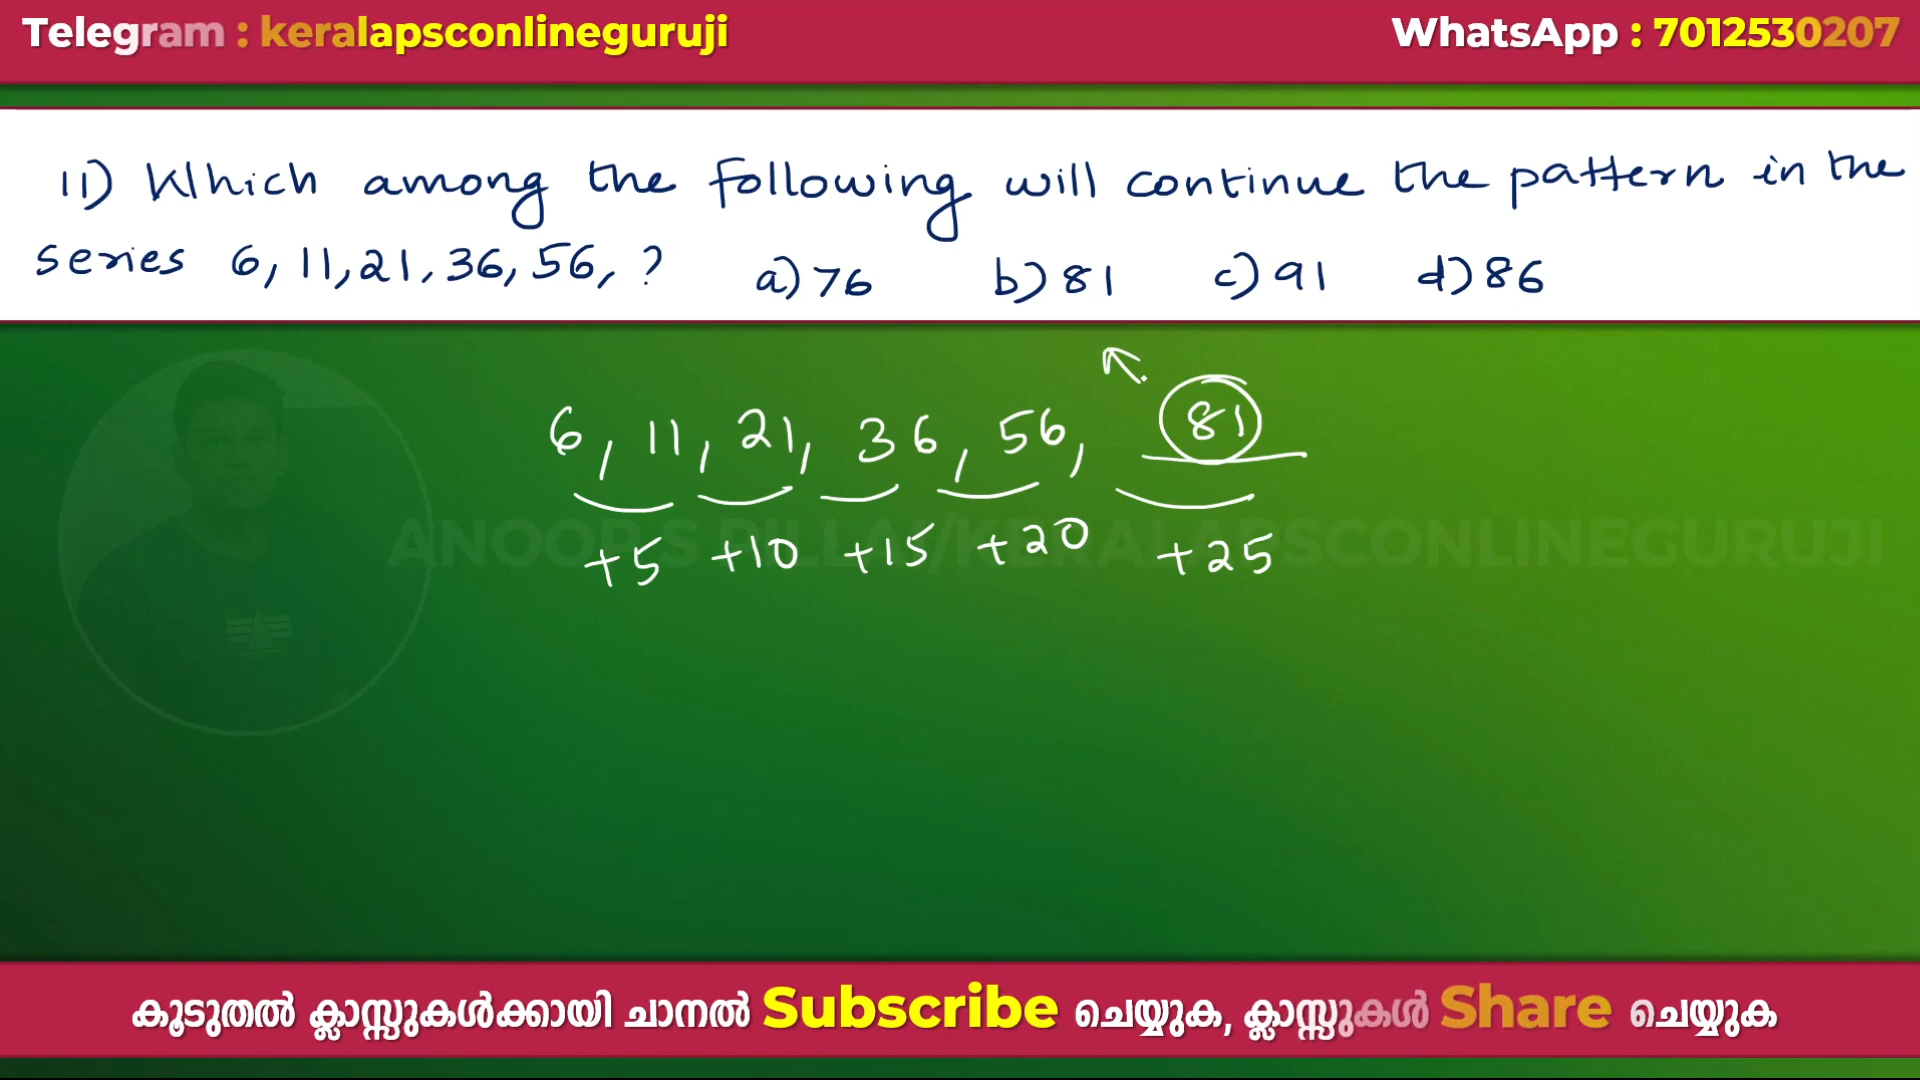 Telegram : keralapsconlineguruji
WhatsApp : 7012530207
11) Which among the following will continue the pattern in the
series 6, 11, 21, 36, 56, ? a) 76 b) 81 c) 91 d) 86
6, 11, 21, 36, 56, 81
+5 +10 +15 +20 +25
ANOOP S PILLAI/KERALAPSCONLINEGURUJI
കൂടുതൽ ക്ലാസ്സുകൾക്കായി ചാനൽ Subscribe ചെയ്യുക, ക്ലാസ്സുകൾ Share ചെയ്യുക